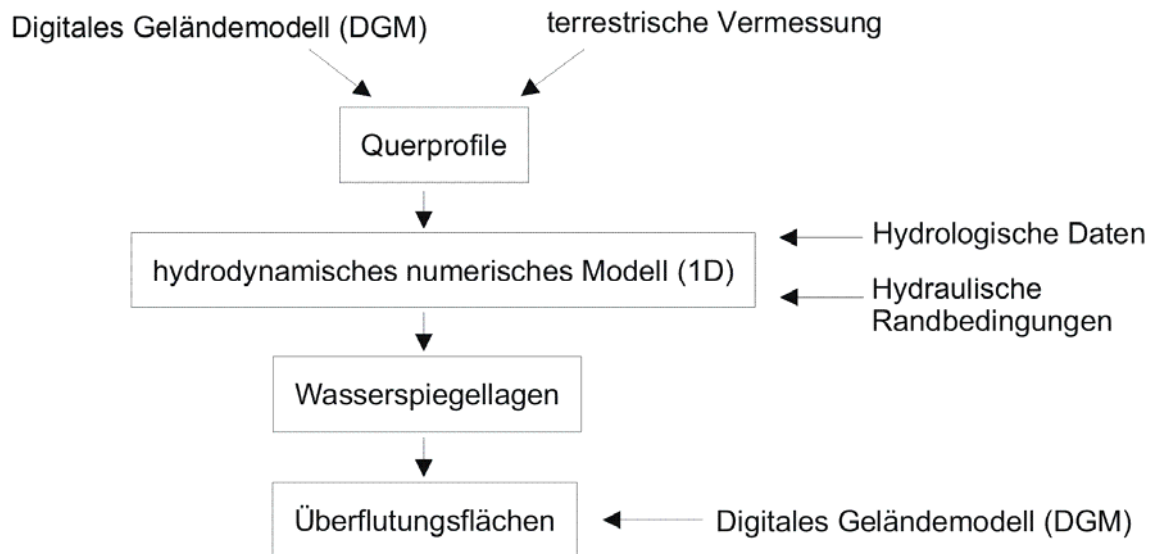 Digitales Geländemodell (DGM)
terrestrische Vermessung
Querprofile
hydrodynamisches numerisches Modell (1D)
Hydrologische Daten
Hydraulische
Randbedingungen
Wasserspiegellagen
Überflutungsflächen
Digitales Geländemodell (DGM)